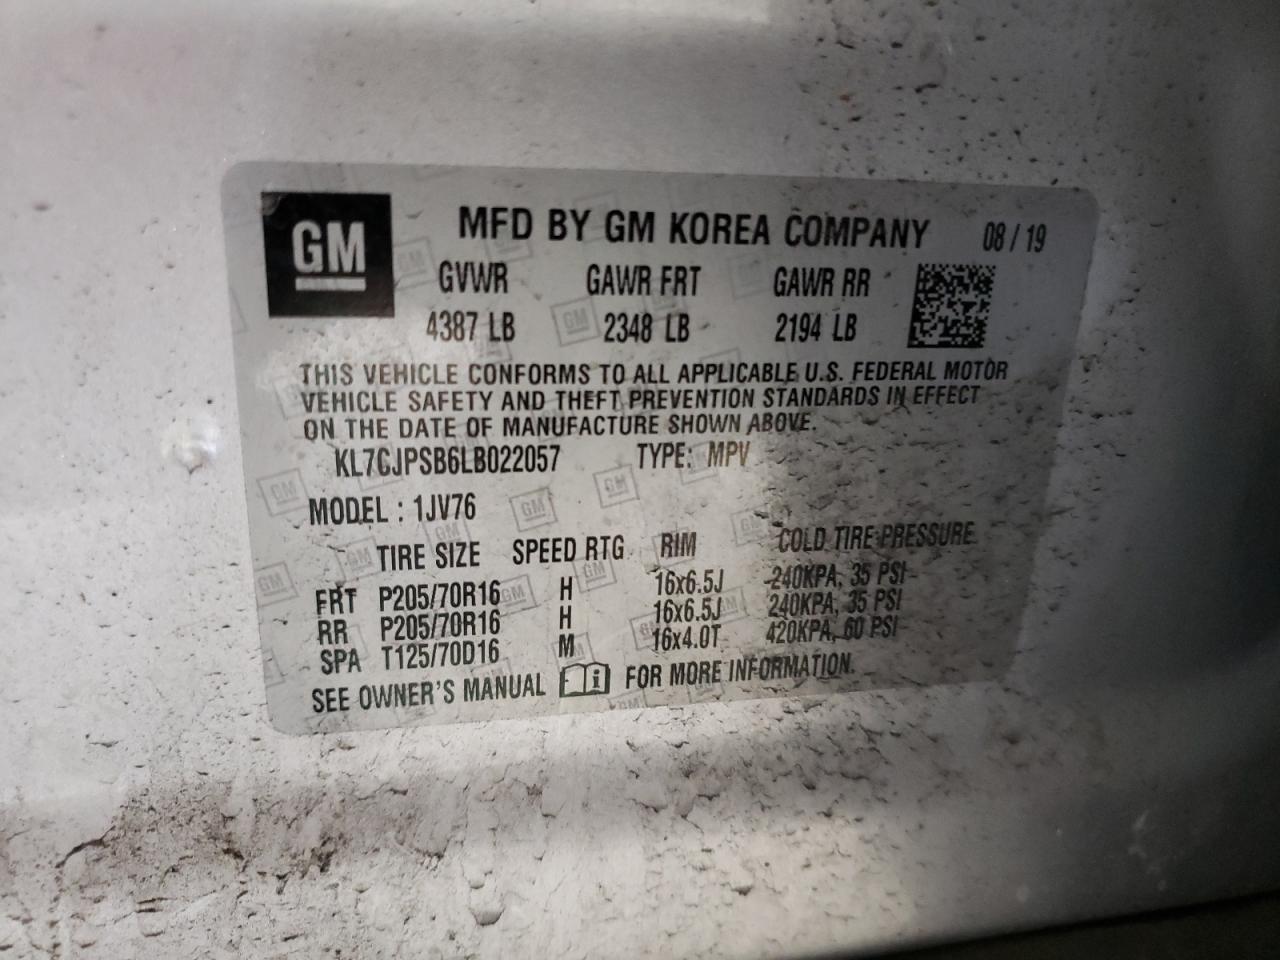 GM MFD BY GM KOREA COMPANY 08 / 19
GVWR GAWR FRT GAWR RR
4387 LB 2348 LB 2194 LB
THIS VEHICLE CONFORMS TO ALL APPLICABLE U.S. FEDERAL MOTOR
VEHICLE SAFETY AND THEFT PREVENTION STANDARDS IN EFFECT
ON THE DATE OF MANUFACTURE SHOWN ABOVE.
KL7CJPSB6LB022057 TYPE: MPV
MODEL : 1JV76
TIRE SIZE SPEED RTG RIM COLD TIRE PRESSURE
FRT P205/70R16 H 16x6.5J 240KPA, 35 PSI
RR P205/70R16 H 16x6.5J 240KPA, 35 PSI
SPA T125/70D16 M 16x4.0T 420KPA, 60 PSI
SEE OWNER'S MANUAL i FOR MORE INFORMATION.